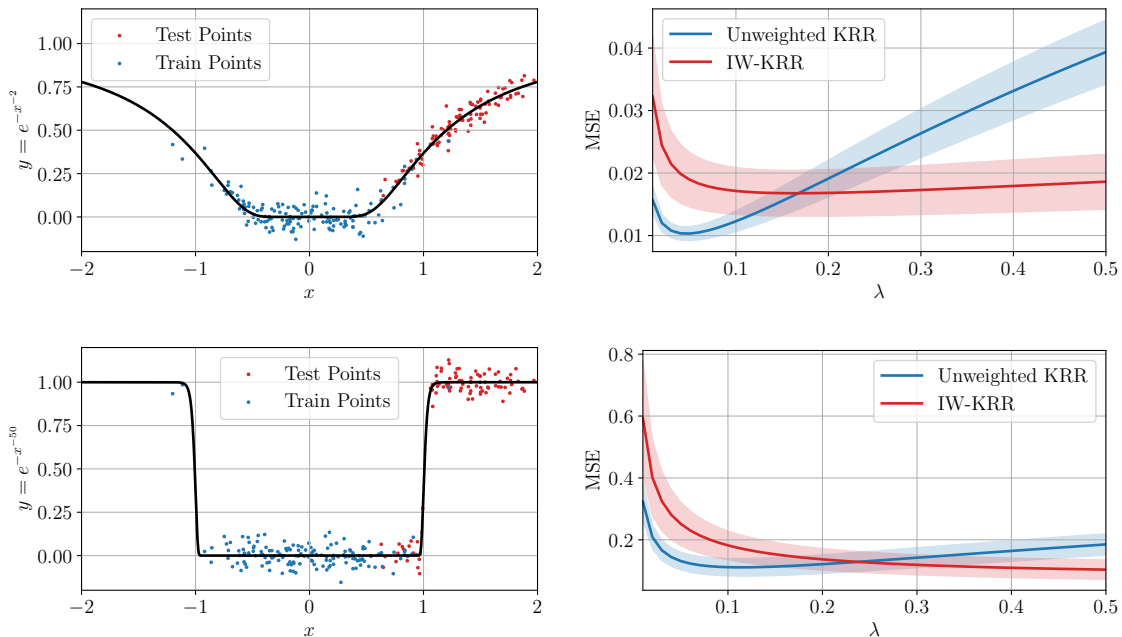 Test Points
Train Points
y = e^{-x^{-2}}
1.00
0.75
0.50
0.25
0.00
−2
−1
0
1
2
x
Unweighted KRR
IW-KRR
MSE
0.04
0.03
0.02
0.01
0.1
0.2
0.3
0.4
0.5
λ
Test Points
Train Points
y = e^{-x^{-50}}
1.00
0.75
0.50
0.25
0.00
−2
−1
0
1
2
x
Unweighted KRR
IW-KRR
MSE
0.8
0.6
0.4
0.2
0.1
0.2
0.3
0.4
0.5
λ